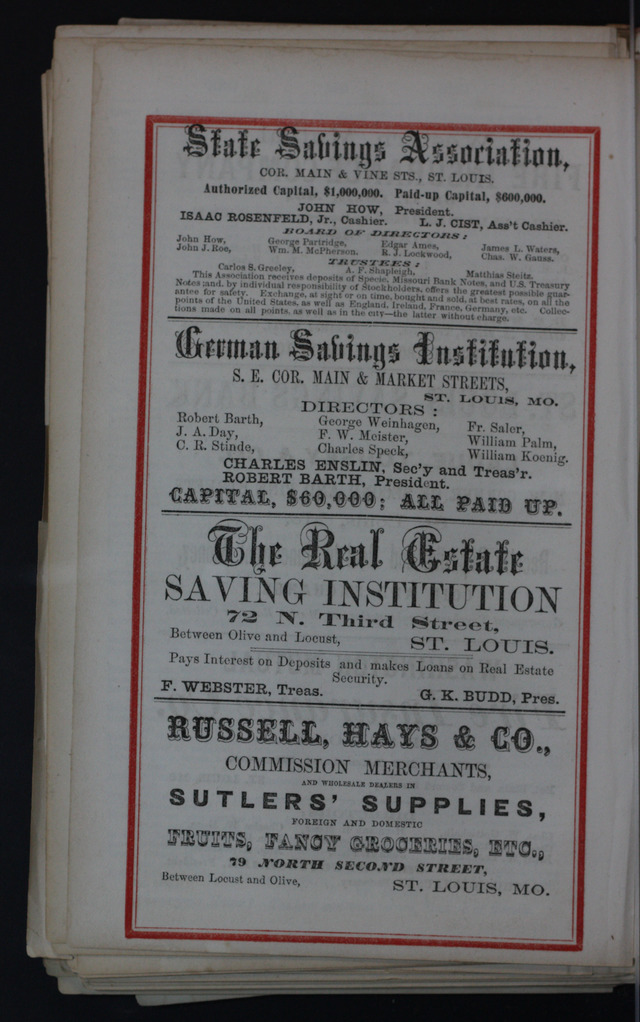 State Savings Association,
COR. MAIN & VINE STS., ST. LOUIS.
Authorized Capital, $1,000,000. Paid-up Capital, $600,000.
JOHN HOW, President.
ISAAC ROSENFELD, Jr., Cashier. L. J. CIST, Ass't Cashier.
BOARD OF DIRECTORS:
John How, George Partridge, Edgar Ames, James L. Waters,
John J. Roe, Wm. M. McPherson, R. J. Lockwood, Chas. W. Gauss.
TRUSTEES:
Carlos S. Greeley, A. F. Shapleigh, Matthias Steitz.
This Association receives deposits of Specie, Missouri Bank Notes, and U.S. Treasury
Notes and, by individual responsibility of Stockholders, offers the greatest possible guar-
antee for safety. Exchange, at sight or on time, bought and sold, at best rates, on all the
points of the United States, as well as England, Ireland, France, Germany, etc. Collec-
tions made on all points, as well as in the city—the latter without charge.
German Savings Institution,
S. E. COR. MAIN & MARKET STREETS,
ST. LOUIS, MO.
DIRECTORS:
Robert Barth, George Weinhagen, Fr. Saler,
J. A. Day, F. W. Meister, William Palm,
C. R. Stinde, Charles Speck, William Koenig.
CHARLES ENSLIN, Sec'y and Treas'r.
ROBERT BARTH, President.
CAPITAL, $60,000; ALL PAID UP.
The Real Estate
SAVING INSTITUTION
72 N. Third Street,
Between Olive and Locust, ST. LOUIS.
Pays Interest on Deposits and makes Loans on Real Estate
Security.
F. WEBSTER, Treas. G. K. BUDD, Pres.
RUSSELL, HAYS & CO.,
COMMISSION MERCHANTS,
AND WHOLESALE DEALERS IN
SUTLERS' SUPPLIES,
FOREIGN AND DOMESTIC
FRUITS, FANCY GROCERIES, ETC.,
79 NORTH SECOND STREET,
Between Locust and Olive, ST. LOUIS, MO.